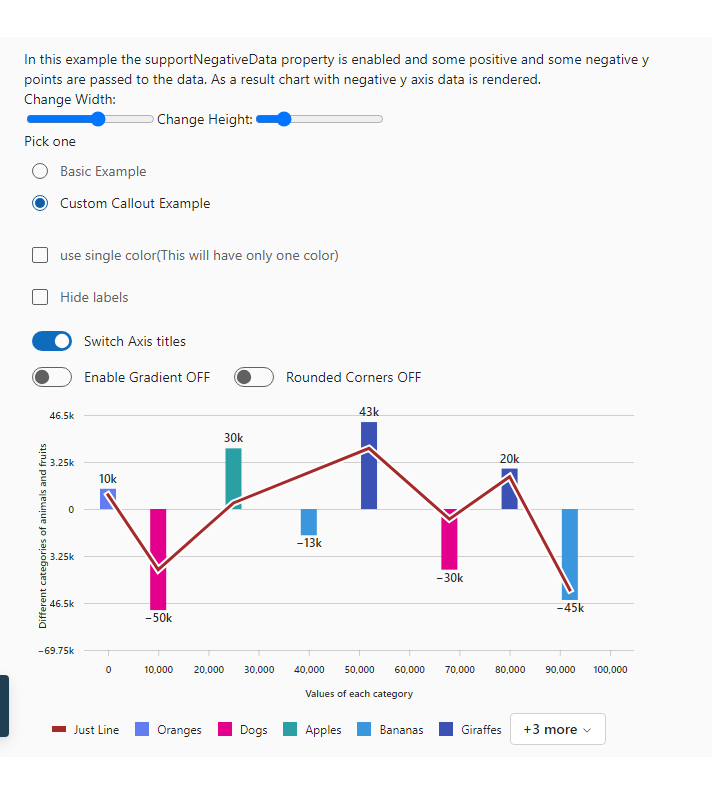 In this example the supportNegativeData property is enabled and some positive and some negative y
points are passed to the data. As a result chart with negative y axis data is rendered.
Change Width:
Change Height:
Pick one
Basic Example
Custom Callout Example
use single color(This will have only one color)
Hide labels
Switch Axis titles
Enable Gradient OFF Rounded Corners OFF
Different categories of animals and fruits
46.5k
3.25k
0
3.25k
46.5k
−69.75k
10k
−50k
30k
−13k
43k
−30k
20k
−45k
0 10,000 20,000 30,000 40,000 50,000 60,000 70,000 80,000 90,000 100,000
Values of each category
Just Line Oranges Dogs Apples Bananas Giraffes +3 more